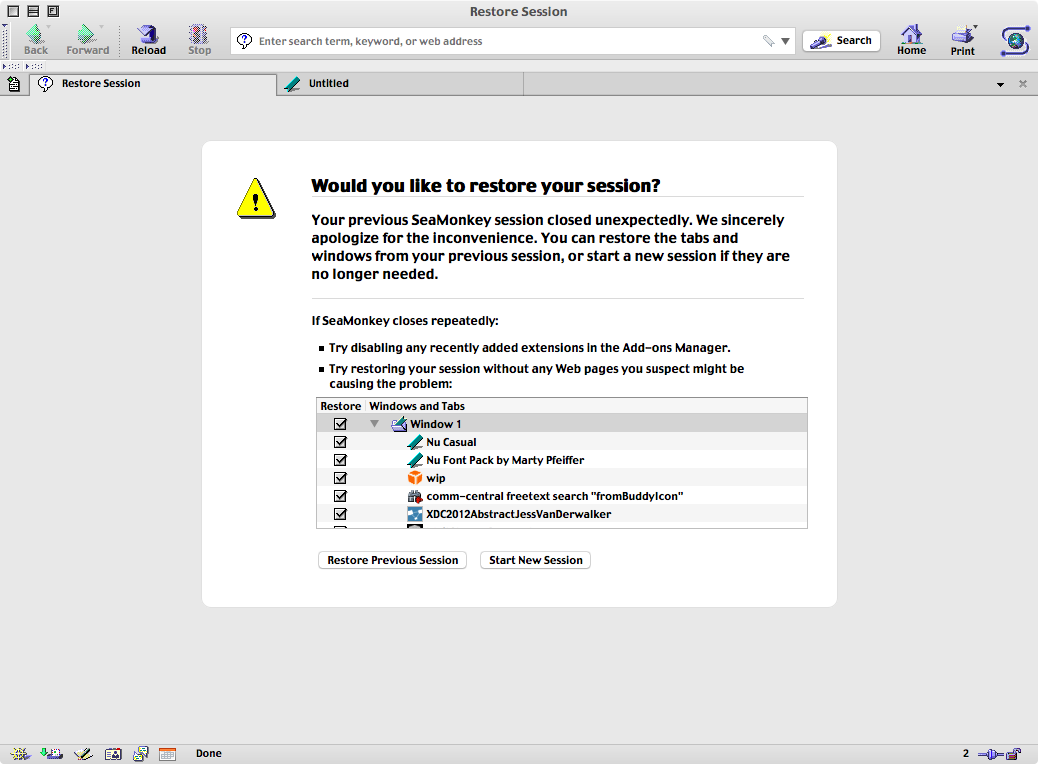 Restore Session
Back
Forward
Reload
Stop
Enter search term, keyword, or web address
Search
Home
Print
Restore Session
Untitled
Would you like to restore your session?
Your previous SeaMonkey session closed unexpectedly. We sincerely
apologize for the inconvenience. You can restore the tabs and
windows from your previous session, or start a new session if they are
no longer needed.
If SeaMonkey closes repeatedly:
Try disabling any recently added extensions in the Add-ons Manager.
Try restoring your session without any Web pages you suspect might be
causing the problem:
Restore Windows and Tabs
Window 1
Nu Casual
Nu Font Pack by Marty Pfeiffer
wip
comm-central freetext search "fromBuddyIcon"
XDC2012AbstractJessVanDerwalker
Restore Previous Session Start New Session
Done 2